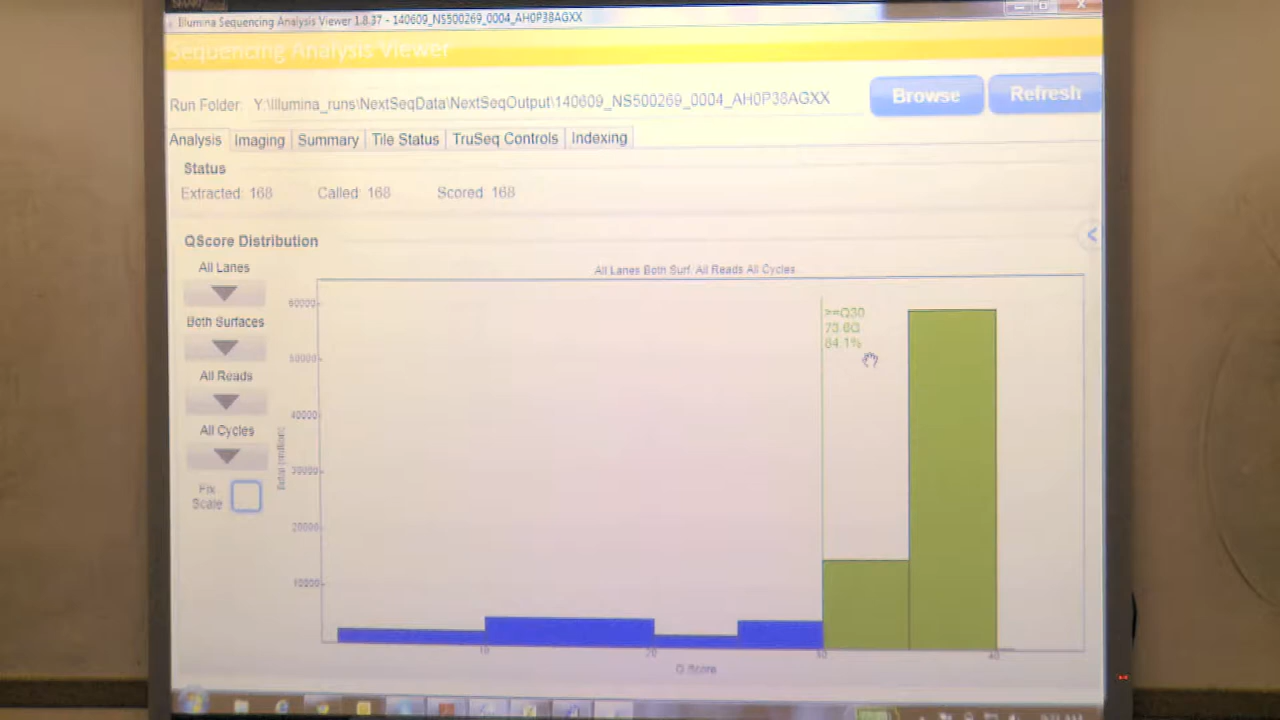 Illumina Sequencing Analysis Viewer 1.8.37 - 140609_NS500269_0004_AH0P38AGXX
Sequencing Analysis Viewer
Run Folder: Y:\Illumina_runs\NextSeqData\NextSeqOutput\140609_NS500269_0004_AH0P38AGXX
Browse
Refresh
Analysis Imaging Summary Tile Status TruSeq Controls Indexing
Status
Extracted: 168 Called: 168 Scored: 168
QScore Distribution
All Lanes
Both Surfaces
All Reads
All Cycles
Fix
Scale
All Lanes Both Surf. All Reads All Cycles
>=Q30
73.6G
84.1%
60000
50000
40000
30000
20000
10000
Total (million)
10 20 30 40
Q Score